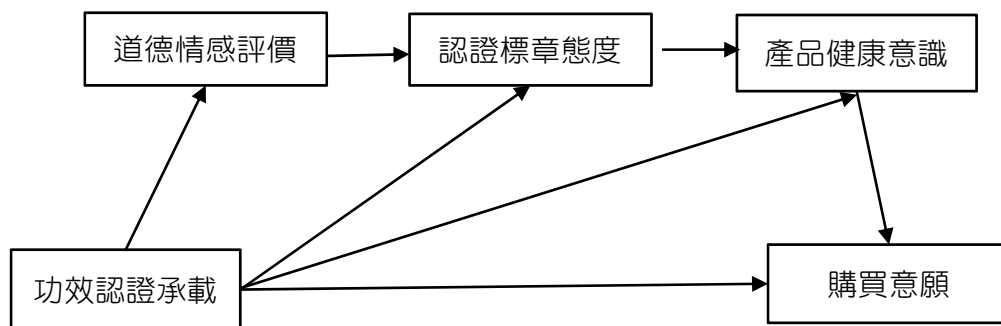 道德情感評價
認證標章態度
產品健康意識
功效認證承載
購買意願